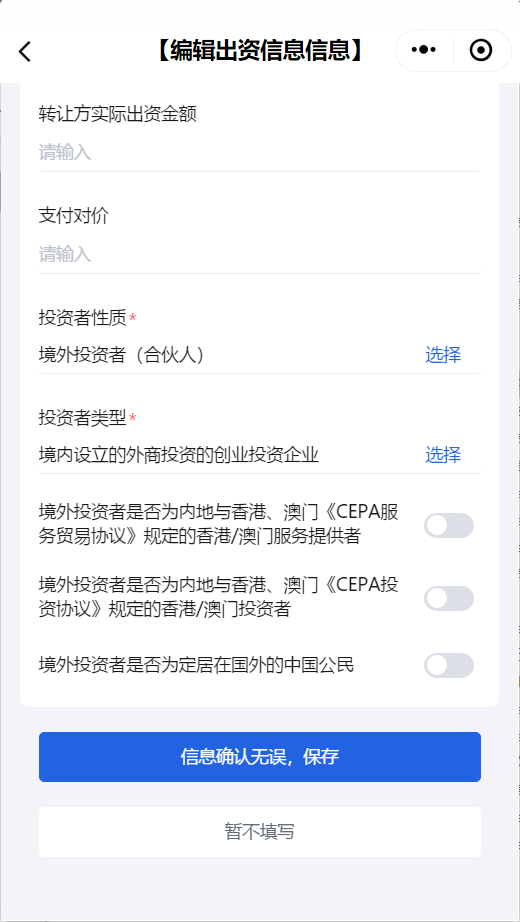 【编辑出资信息信息】
转让方实际出资金额
请输入
支付对价
请输入
投资者性质*
境外投资者（合伙人）
选择
投资者类型*
境内设立的外商投资的创业投资企业
选择
境外投资者是否为内地与香港、澳门《CEPA服
务贸易协议》规定的香港/澳门服务提供者
境外投资者是否为内地与香港、澳门《CEPA投
资协议》规定的香港/澳门投资者
境外投资者是否为定居在国外的中国公民
信息确认无误，保存
暂不填写